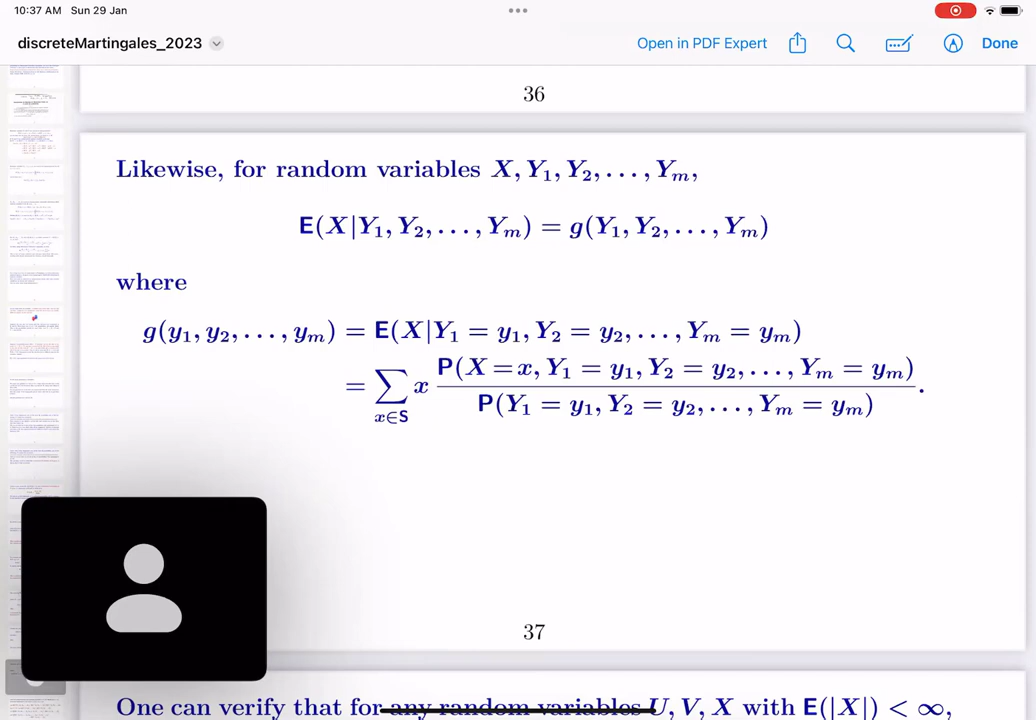 10:37 AM Sun 29 Jan
discreteMartingales_2023
Open in PDF Expert
Done
36
Likewise, for random variables X, Y₁, Y₂, . . . , Yₘ,
E(X|Y₁, Y₂, . . . , Yₘ) = g(Y₁, Y₂, . . . , Yₘ)
where
g(y₁, y₂, . . . , yₘ) = E(X|Y₁ = y₁, Y₂ = y₂, . . . , Yₘ = yₘ)
= ∑_{x∈S} x P(X = x, Y₁ = y₁, Y₂ = y₂, . . . , Yₘ = yₘ) / P(Y₁ = y₁, Y₂ = y₂, . . . , Yₘ = yₘ) .
37
One can verify that for any random variables U, V, X with E(|X|) < ∞,